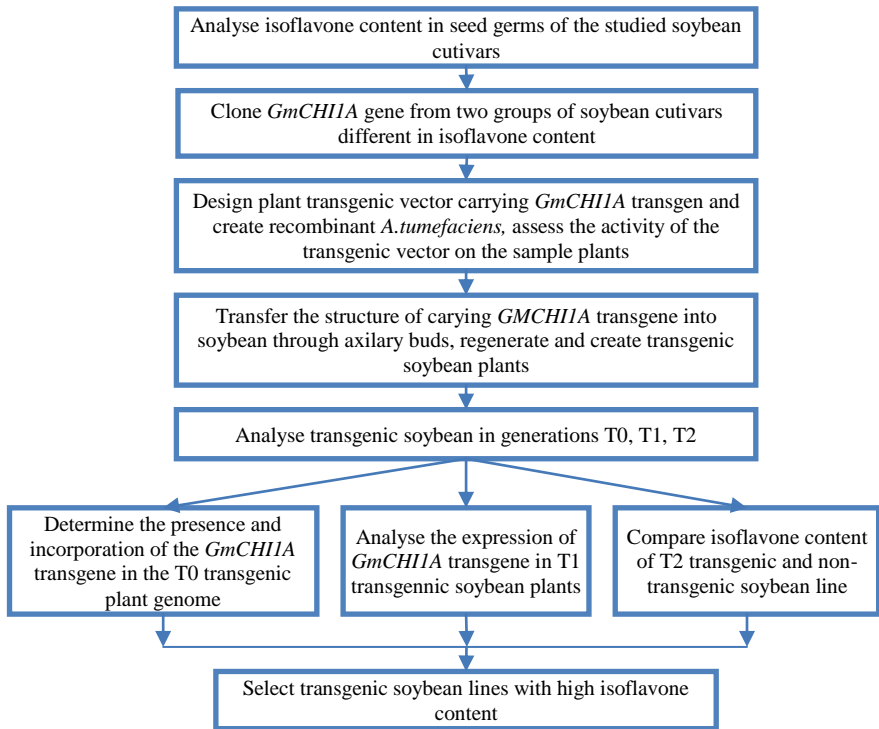 Analyse isoflavone content in seed germs of the studied soybean
cutivars
Clone GmCHI1A gene from two groups of soybean cutivars
different in isoflavone content
Design plant transgenic vector carrying GmCHI1A transgen and
create recombinant A.tumefaciens, assess the activity of the
transgenic vector on the sample plants
Transfer the structure of carying GMCHI1A transgene into
soybean through axilary buds, regenerate and create transgenic
soybean plants
Analyse transgenic soybean in generations T0, T1, T2
Determine the presence and
incorporation of the GmCHI1A
transgene in the T0 transgenic
plant genome
Analyse the expression of
GmCHI1A transgene in T1
transgennic soybean plants
Compare isoflavone content
of T2 transgenic and non-
transgenic soybean line
Select transgenic soybean lines with high isoflavone
content